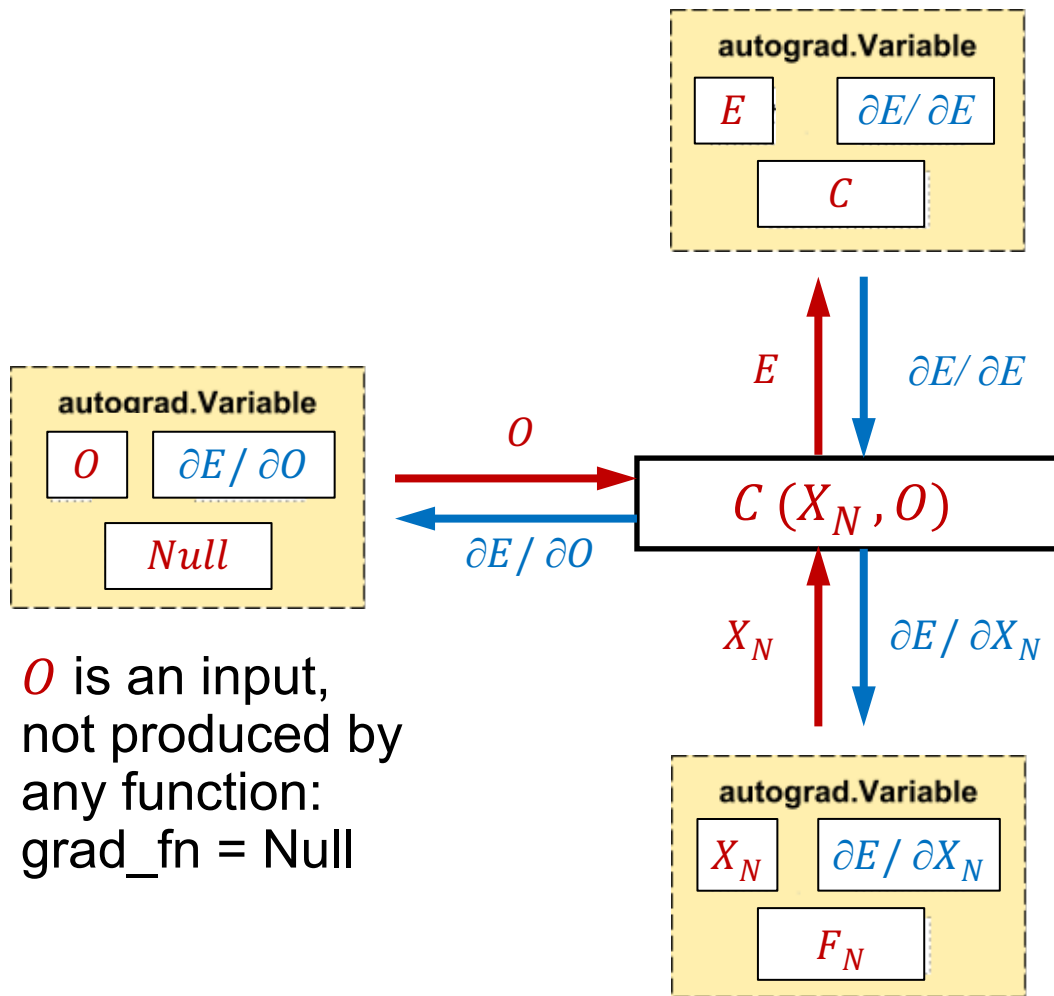 autograd.Variable
E ∂E/ ∂E
C
E ∂E/ ∂E
autograd.Variable
O ∂E/ ∂O
Null
O
∂E/ ∂O
C (X_N , O)
X_N ∂E/ ∂X_N
O is an input,
not produced by
any function:
grad_fn = Null
autograd.Variable
X_N ∂E/ ∂X_N
F_N